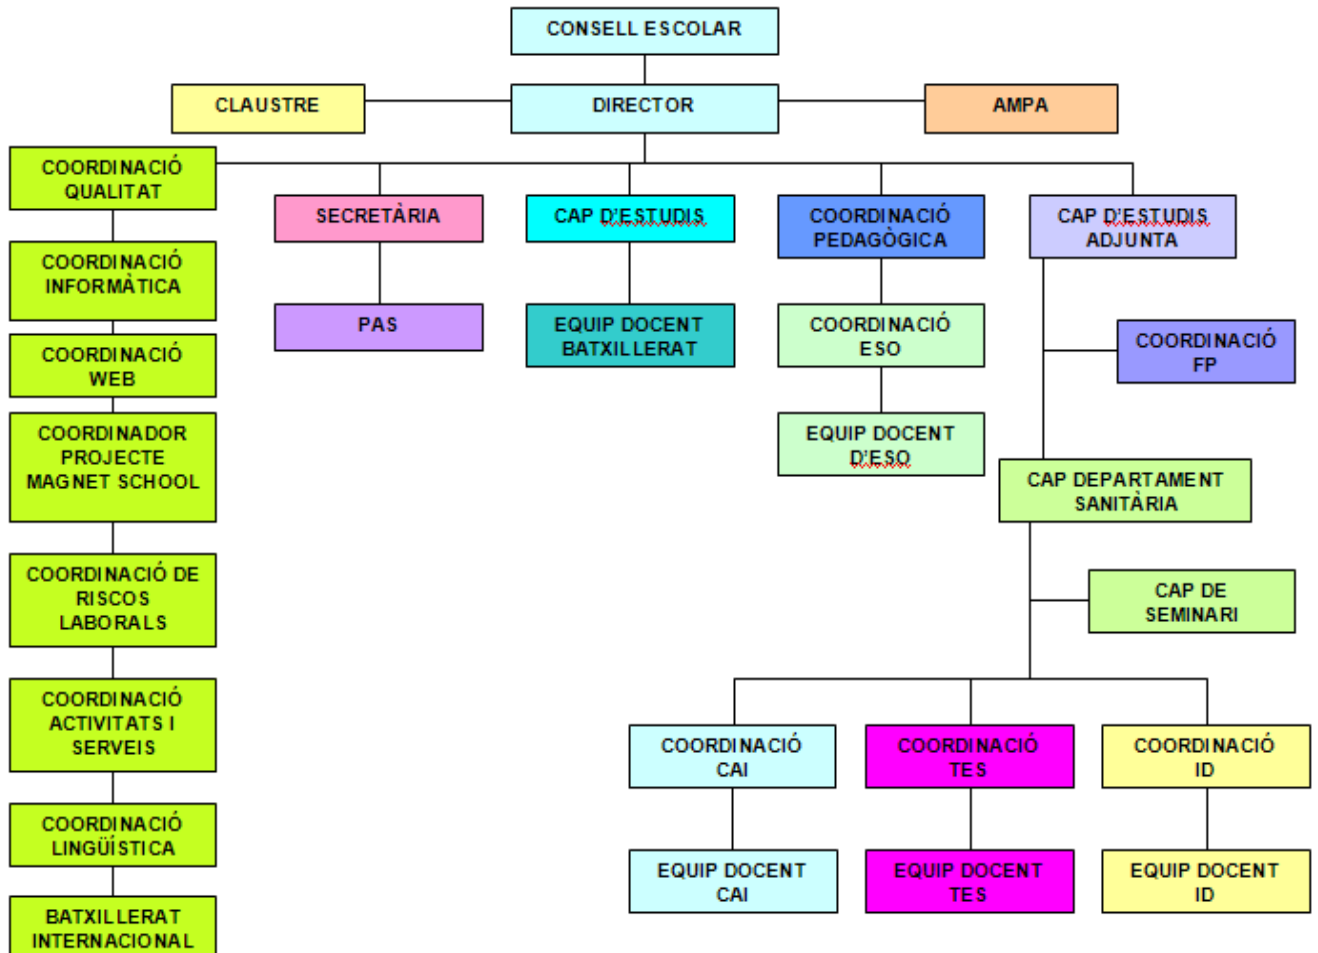 CONSELL ESCOLAR
CLAUSTRE
DIRECTOR
AMPA
COORDINACIÓ
QUALITAT
SECRETÀRIA
CAP D'ESTUDIS
COORDINACIÓ
PEDAGÒGICA
CAP D'ESTUDIS
ADJUNTA
COORDINACIÓ
INFORMÀTICA
PAS
EQUIP DOCENT
BATXILLERAT
COORDINACIÓ
ESO
COORDINACIÓ
FP
COORDINACIÓ
WEB
COORDINADOR
PROJECTE
MAGNET SCHOOL
EQUIP DOCENT
D'ESO
CAP DEPARTAMENT
SANITÀRIA
COORDINACIÓ DE
RISCOS
LABORALS
CAP DE
SEMINARI
COORDINACIÓ
ACTIVITATS I
SERVEIS
COORDINACIÓ
CAI
COORDINACIÓ
TES
COORDINACIÓ
ID
COORDINACIÓ
LINGÜÍSTICA
EQUIP DOCENT
CAI
EQUIP DOCENT
TES
EQUIP DOCENT
ID
BATXILLERAT
INTERNACIONAL